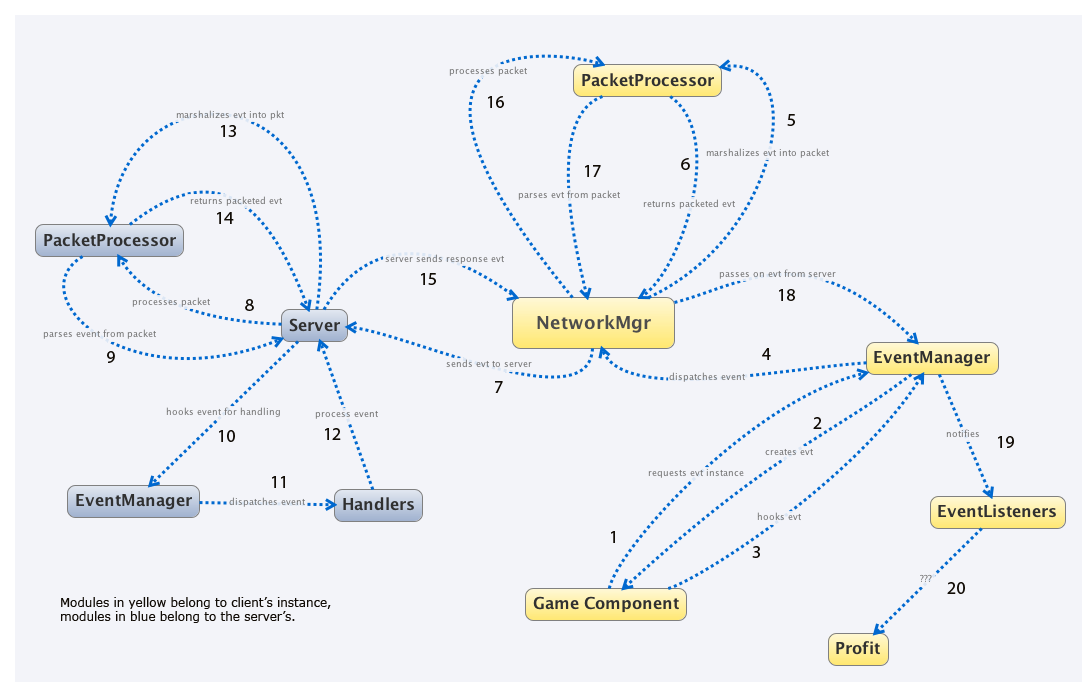 processes packet
16
PacketProcessor
5
marshalizes evt into pkt
13
marshalizes evt into packet
17
6
parses evt from packet
returns packeted evt
returns packeted evt
14
PacketProcessor
server sends response evt
15
passes on evt from server
18
processes packet
8
Server
NetworkMgr
parses event from packet
9
4
EventManager
sends evt to server
7
dispatches event
hooks event for handling
10
process event
12
2
creates evt
notifies
19
requests evt instance
11
EventManager
dispatches event
Handlers
hooks evt
EventListeners
1
3
???
20
Game Component
Modules in yellow belong to client's instance,
modules in blue belong to the server's.
Profit